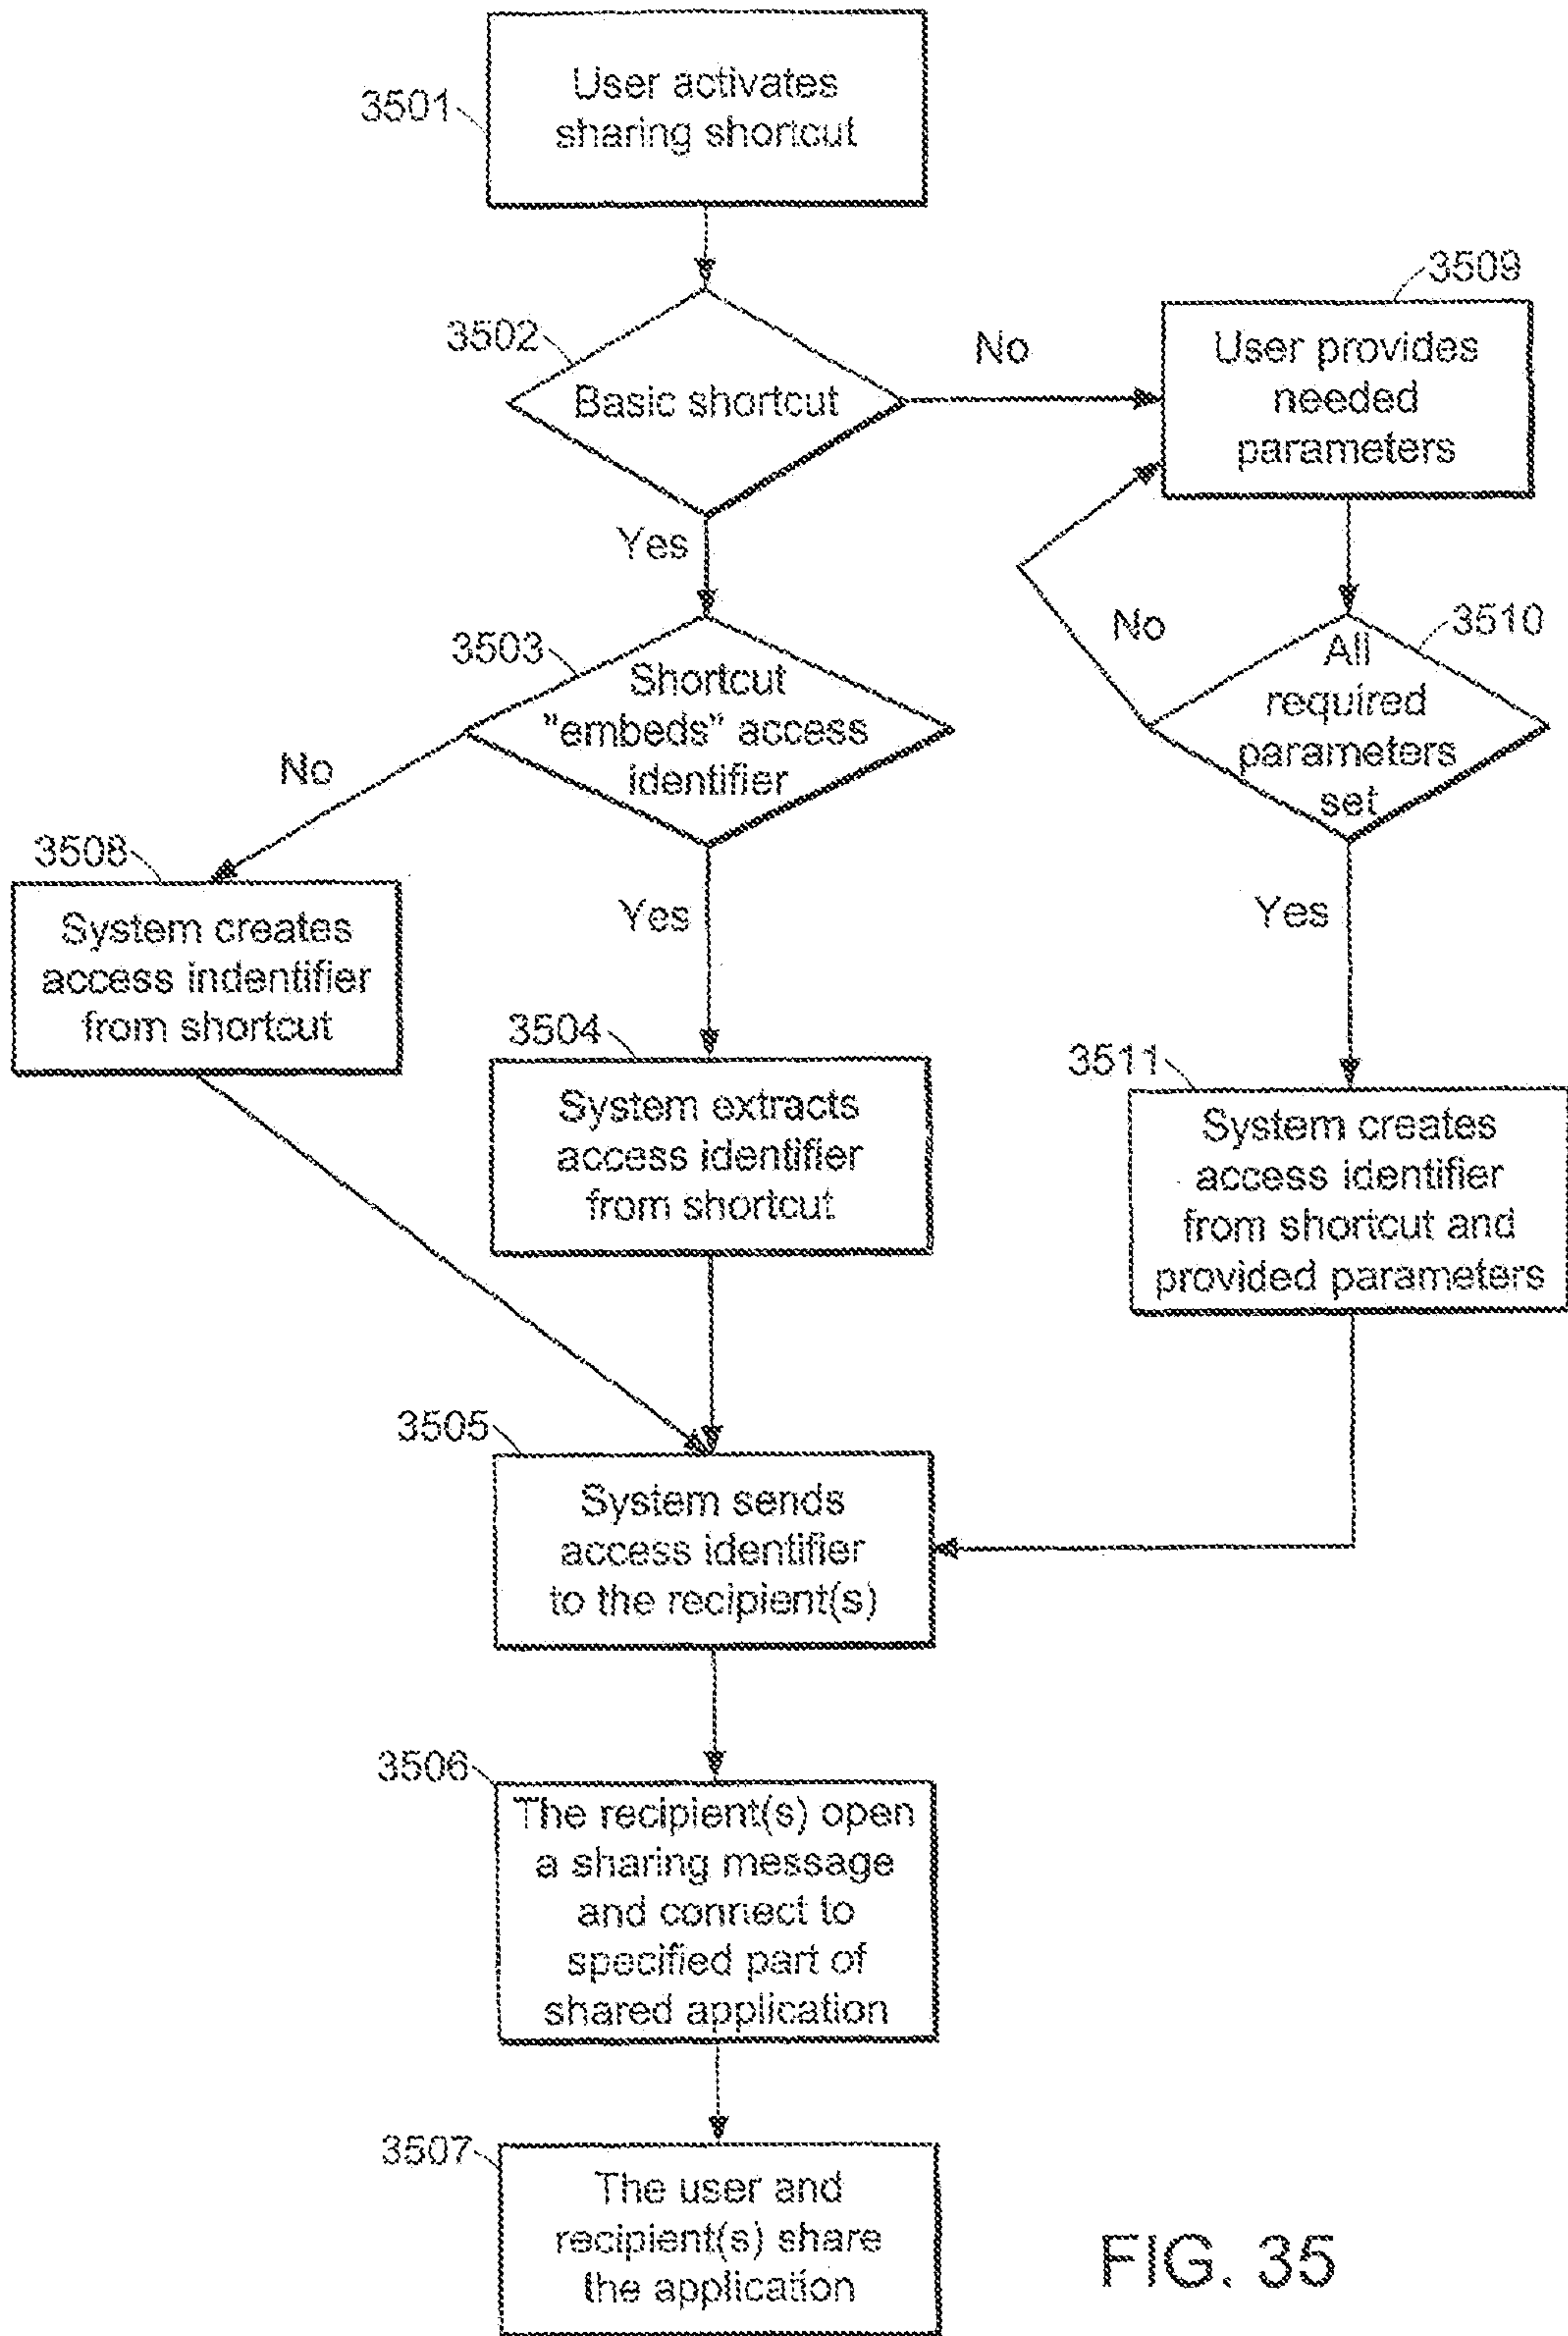 3501
User activates
sharing shortcut
3502
Basic shortcut
No
3509
User provides
needed
parameters
Yes
3503
Shortcut
"embeds" access
identifier
No
3510
All
required
parameters
set
No
3508
System creates
access indentifier
from shortcut
Yes
Yes
3504
System extracts
access identifier
from shortcut
3511
System creates
access identifier
from shortcut and
provided parameters
3505
System sends
access identifier
to the recipient(s)
3506
The recipient(s) open
a sharing message
and connect to
specified part of
shared application
3507
The user and
recipient(s) share
the application
FIG. 35